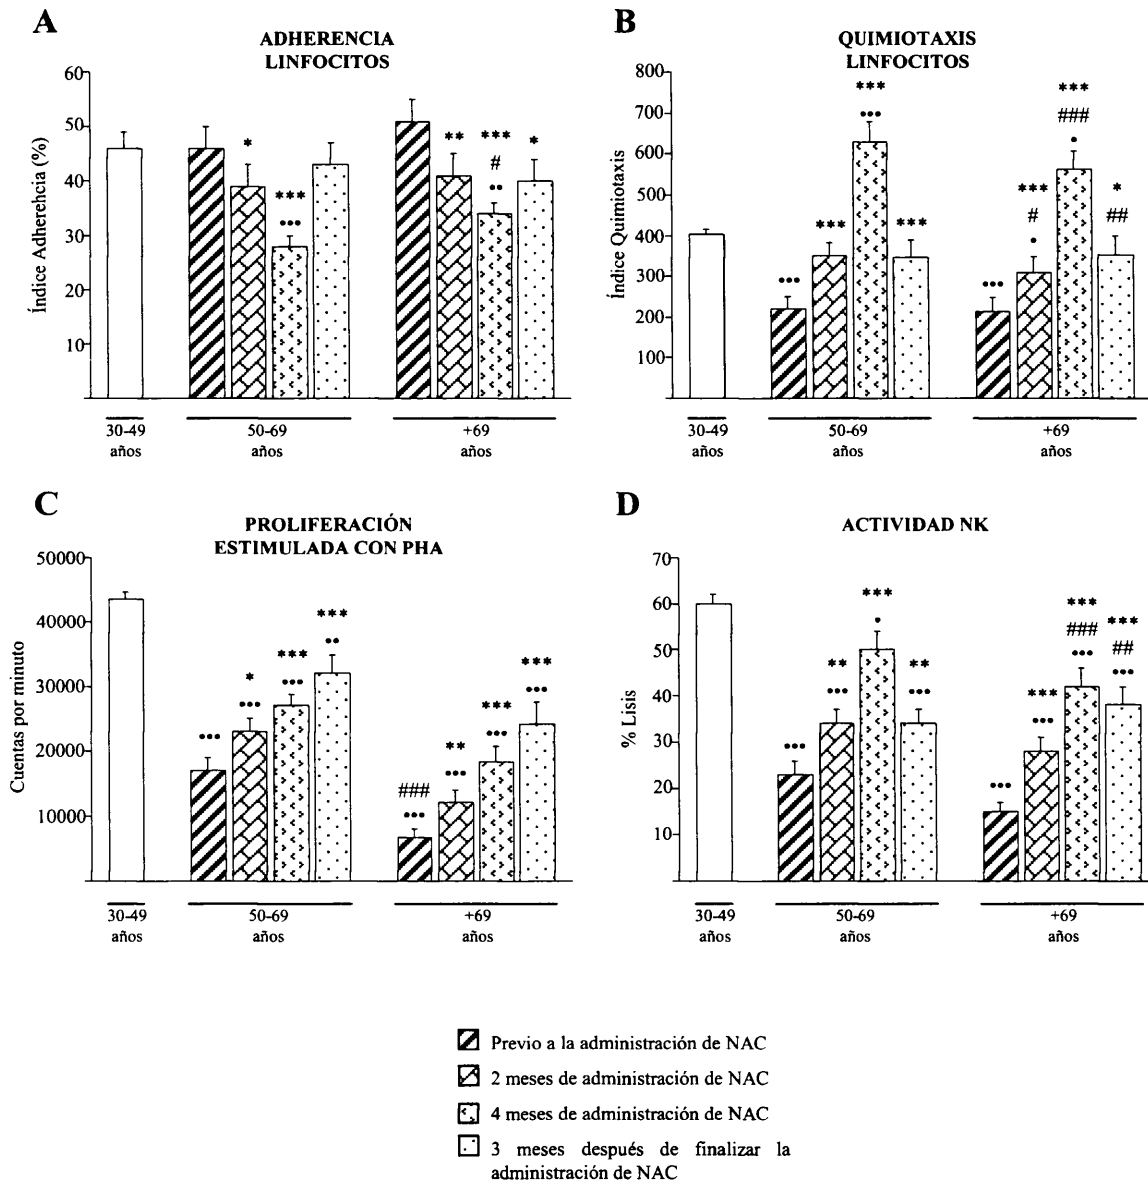 A
ADHERENCIA
LINFOCITOS
Índice Adherehcia (%)
60
50
40
30
20
10
*
***
•••
**
***
#
••
*
30-49
años
50-69
años
+69
años
B
QUIMIOTAXIS
LINFOCITOS
Índice Quimiotaxis
800
700
600
500
400
300
200
100
•••
***
***
•••
***
•••
***
#
•
***
###
•
*
##
30-49
años
50-69
años
+69
años
C
PROLIFERACIÓN
ESTIMULADA CON PHA
Cuentas por minuto
50000
40000
30000
20000
10000
•••
*
•••
***
•••
***
••
###
•••
**
•••
***
•••
***
•••
30-49
años
50-69
años
+69
años
D
ACTIVIDAD NK
% Lisis
70
60
50
40
30
20
10
•••
**
•••
***
•
**
•••
•••
***
•••
***
###
•••
***
##
•••
30-49
años
50-69
años
+69
años
Previo a la administración de NAC
2 meses de administración de NAC
4 meses de administración de NAC
3 meses después de finalizar la
administración de NAC